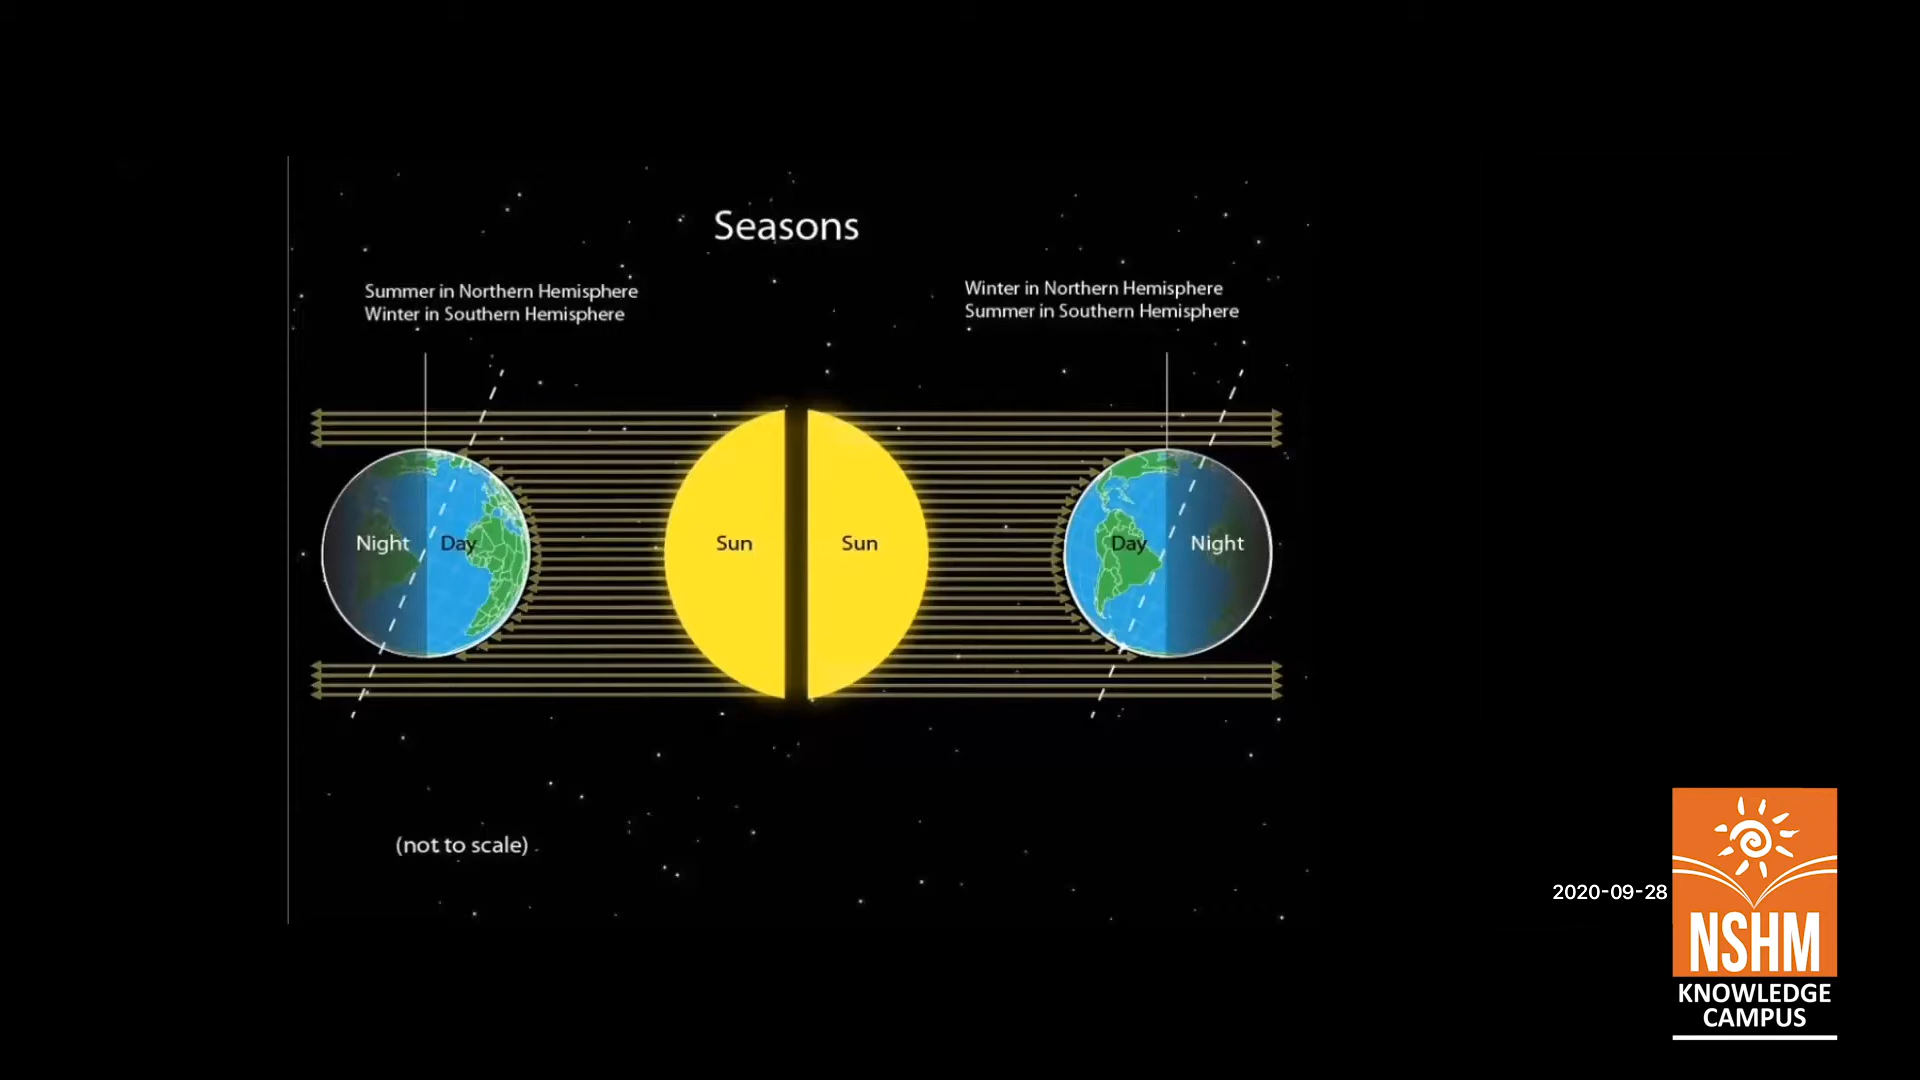 Seasons
Summer in Northern Hemisphere
Winter in Southern Hemisphere
Winter in Northern Hemisphere
Summer in Southern Hemisphere
Night
Day
Sun
Sun
Day
Night
(not to scale)
2020-09-28
NSHM
KNOWLEDGE
CAMPUS